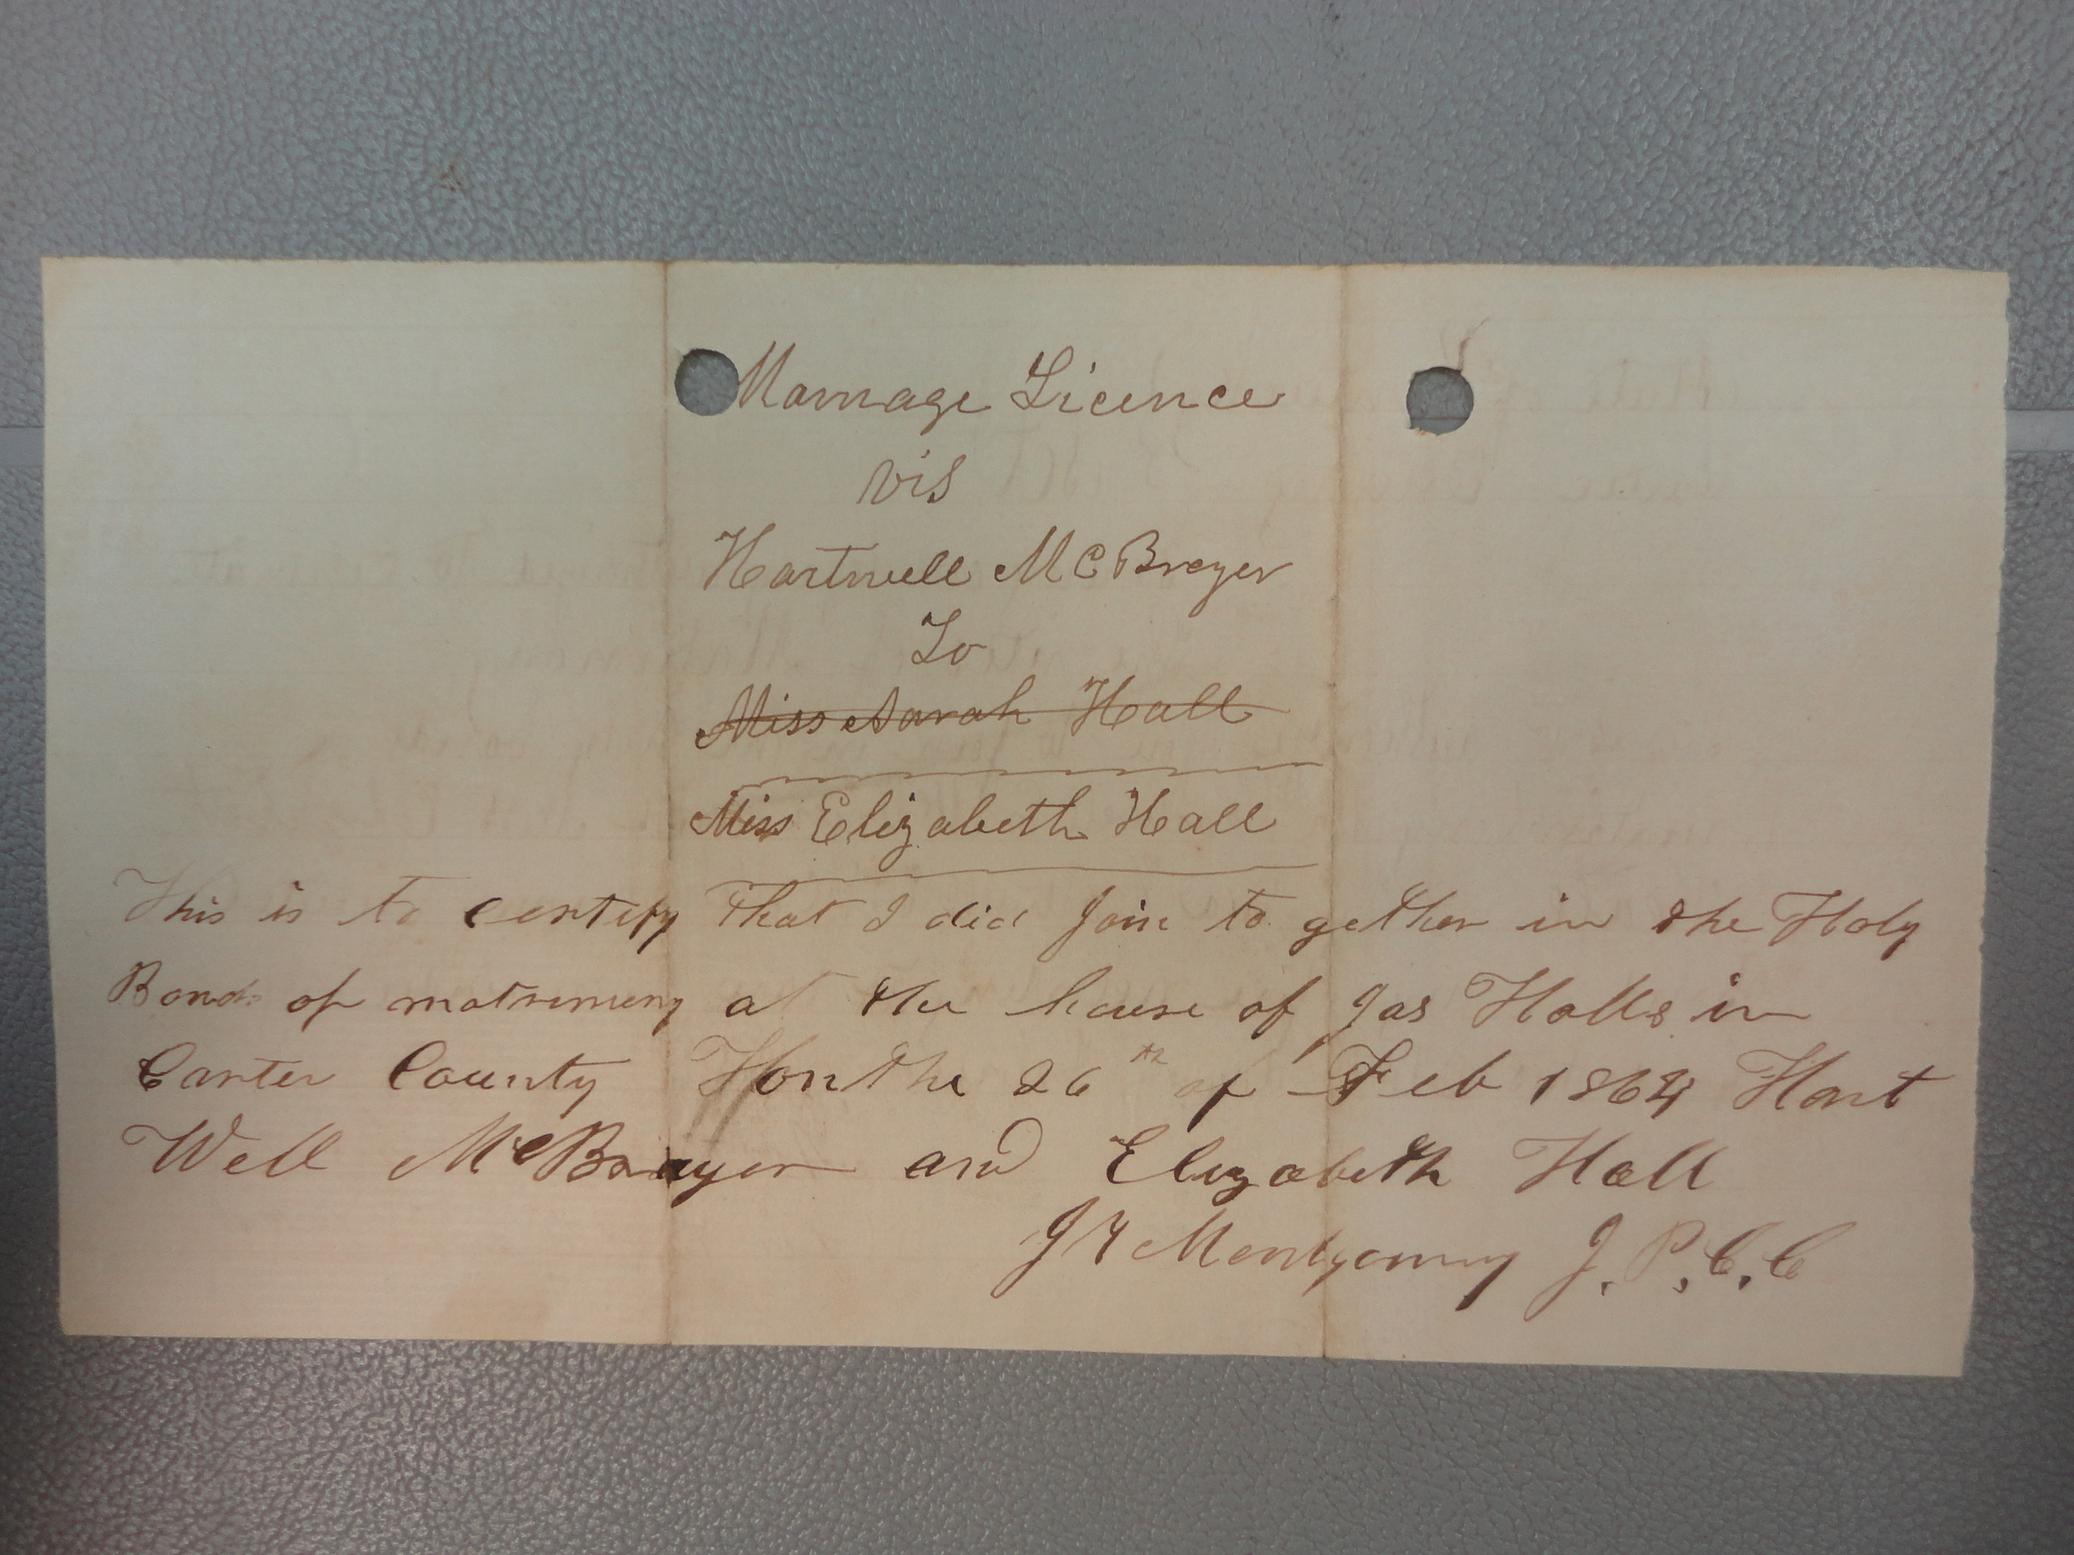 Marriage Licence
vis
Hartwell McBreyer
To
Miss Sarah Hall
Miss Elizabeth Hall
This is to certify that I did Join to gether in the Holy
Bonds of matrimony at the house of Jas Halls in
Carter County on the 26th of Feb 1864 Hart
Well McBrayer and Elizabeth Hall
Montgomery J. P. C. C